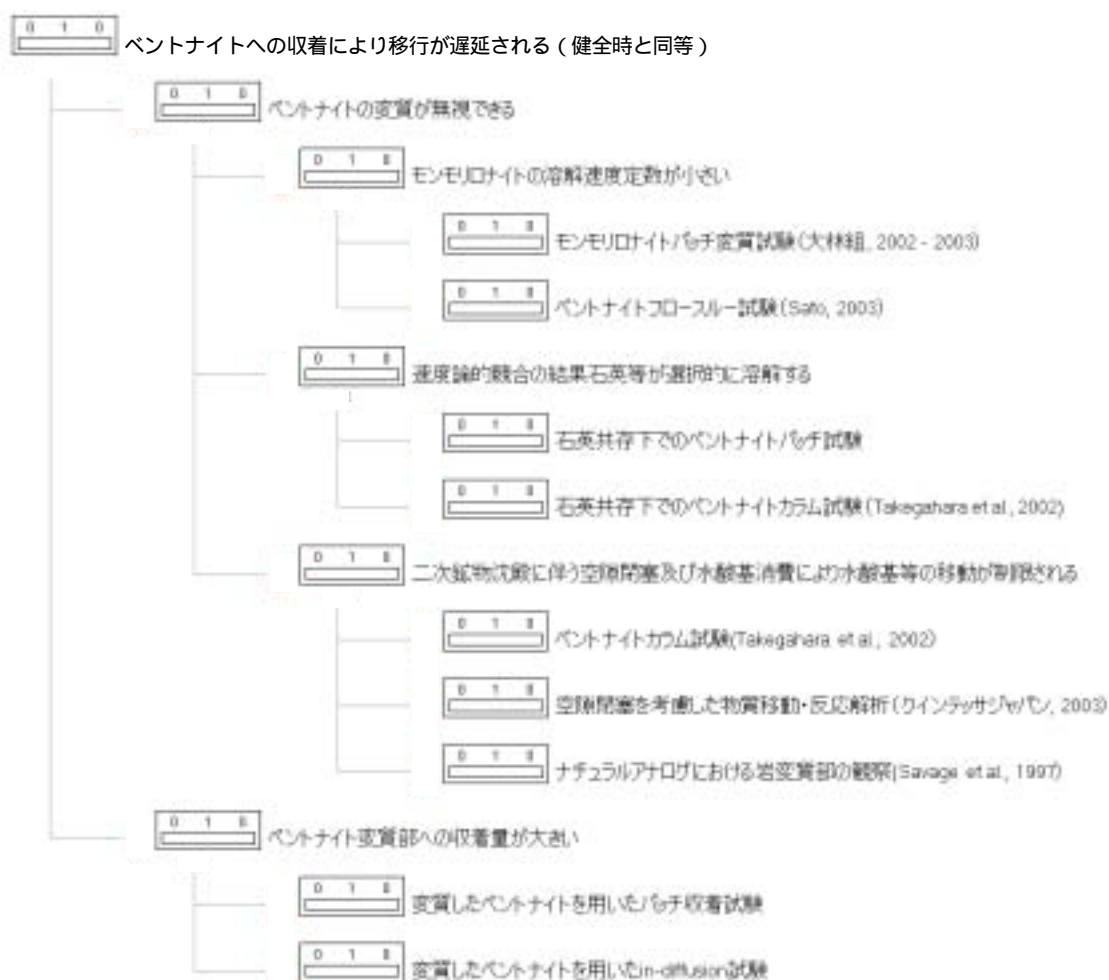 0 1 0
ベントナイトへの収着により移行が遅延される（健全時と同等）
0 1 0
ベントナイトの変質が無視できる
0 1 0
モンモリロナイトの溶解速度定数が小さい
0 1 0
モンモリロナイトバッチ変質試験(大林組, 2002 - 2003)
0 1 0
ベントナイトフロースルー試験(Sato, 2003)
0 1 0
速度論的競合の結果石英等が選択的に溶解する
0 1 0
石英共存下でのベントナイトバッチ試験
0 1 0
石英共存下でのベントナイトカラム試験(Takegahara et al., 2002)
0 1 0
二次鉱物沈殿に伴う空隙閉塞及び水酸基消費により水酸基等の移動が制限される
0 1 0
ベントナイトカラム試験(Takegahara et al., 2002)
0 1 0
空隙閉塞を考慮した物質移動・反応解析(クインテッサジャパン, 2003)
0 1 0
ナチュラルアナログにおける岩変質部の観察(Savage et al., 1997)
0 1 0
ベントナイト変質部への収着量が大きい
0 1 0
変質したベントナイトを用いたバッチ収着試験
0 1 0
変質したベントナイトを用いたin-diffusion試験